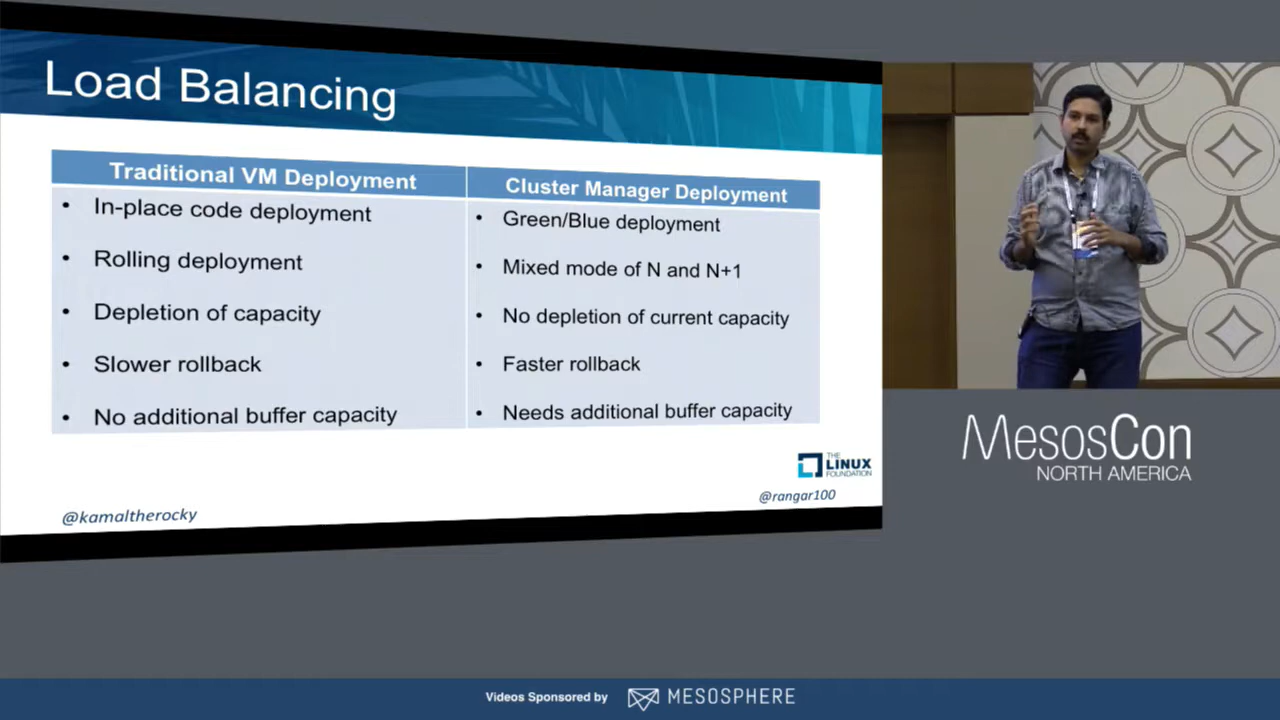 Load Balancing
Traditional VM Deployment
• In-place code deployment
• Rolling deployment
• Depletion of capacity
• Slower rollback
• No additional buffer capacity
Cluster Manager Deployment
• Green/Blue deployment
• Mixed mode of N and N+1
• No depletion of current capacity
• Faster rollback
• Needs additional buffer capacity
THE
LINUX
FOUNDATION
@rangar100
@kamaltherocky
MesosCon
NORTH AMERICA
Videos Sponsored by
MESOSPHERE